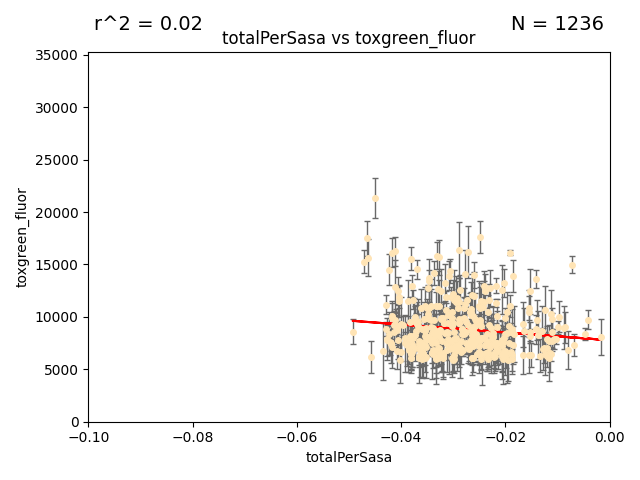 r^2 = 0.02
N = 1236
totalPerSasa vs toxgreen_fluor
35000
30000
25000
20000
15000
10000
5000
0
toxgreen_fluor
−0.10
−0.08
−0.06
−0.04
−0.02
0.00
totalPerSasa